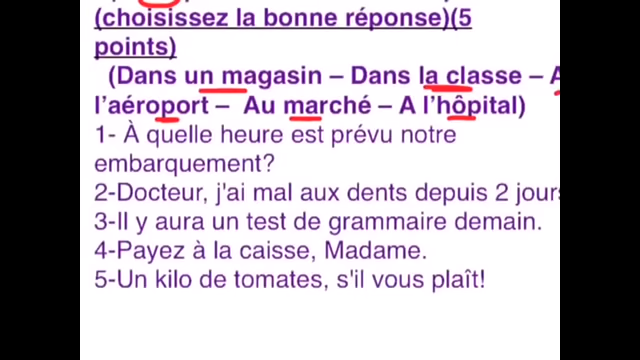 (choisissez la bonne réponse)(5
points)
(Dans un magasin – Dans la classe – A
l'aéroport – Au marché – A l'hôpital)
1- À quelle heure est prévu notre
embarquement?
2-Docteur, j'ai mal aux dents depuis 2 jours
3-Il y aura un test de grammaire demain.
4-Payez à la caisse, Madame.
5-Un kilo de tomates, s'il vous plaît!